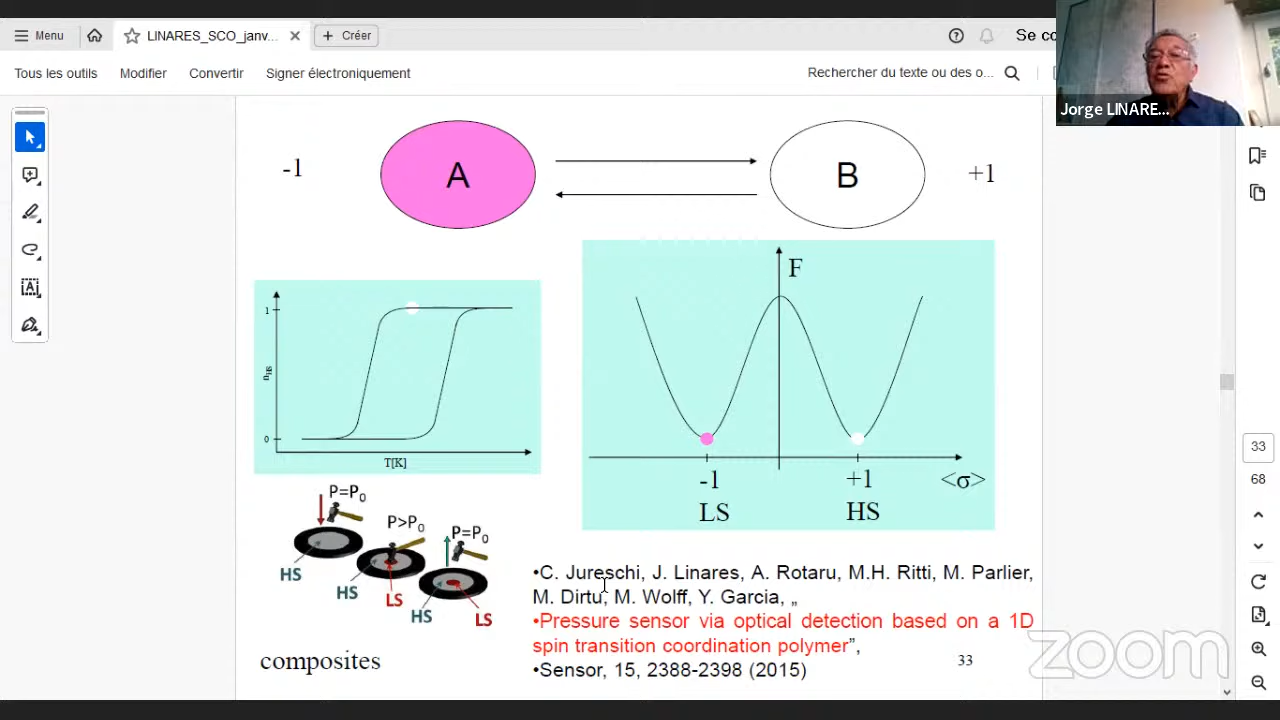 Menu
LINARES_SCO_janv...
Créer
Se co
Tous les outils
Modifier
Convertir
Signer électroniquement
Rechercher du texte ou des o...
Jorge LINARE...
-1
A
B
+1
1
nHS
0
T[K]
F
-1
+1
<σ>
LS
HS
P=P0
P>P0
P=P0
HS
HS
LS
HS
LS
composites
•C. Jureschi, J. Linares, A. Rotaru, M.H. Ritti, M. Parlier,
M. Dirtu, M. Wolff, Y. Garcia, „
•Pressure sensor via optical detection based on a 1D
spin transition coordination polymer”,
•Sensor, 15, 2388-2398 (2015)
33
33
68
zoom